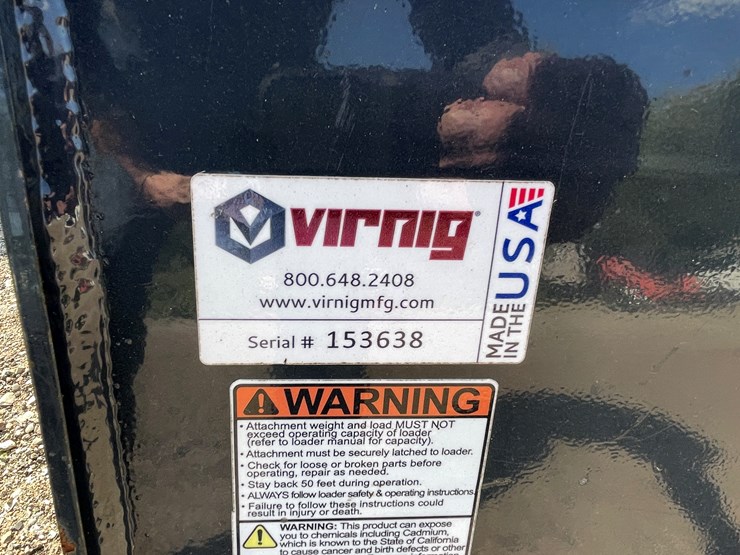 VIRNIG
800.648.2408
www.virnigmfg.com
Serial # 153638
MADE IN THE USA
WARNING
• Attachment weight and load MUST NOT
exceed operating capacity of loader
(refer to loader manual for capacity).
• Attachment must be securely latched to loader.
• Check for loose or broken parts before
operating, repair as needed.
• Stay back 50 feet during operation.
• ALWAYS follow loader safety & operating instructions.
• Failure to follow these instructions could
result in injury or death.
WARNING: This product can expose
you to chemicals including Cadmium,
which is known to the State of California
to cause cancer and birth defects or other